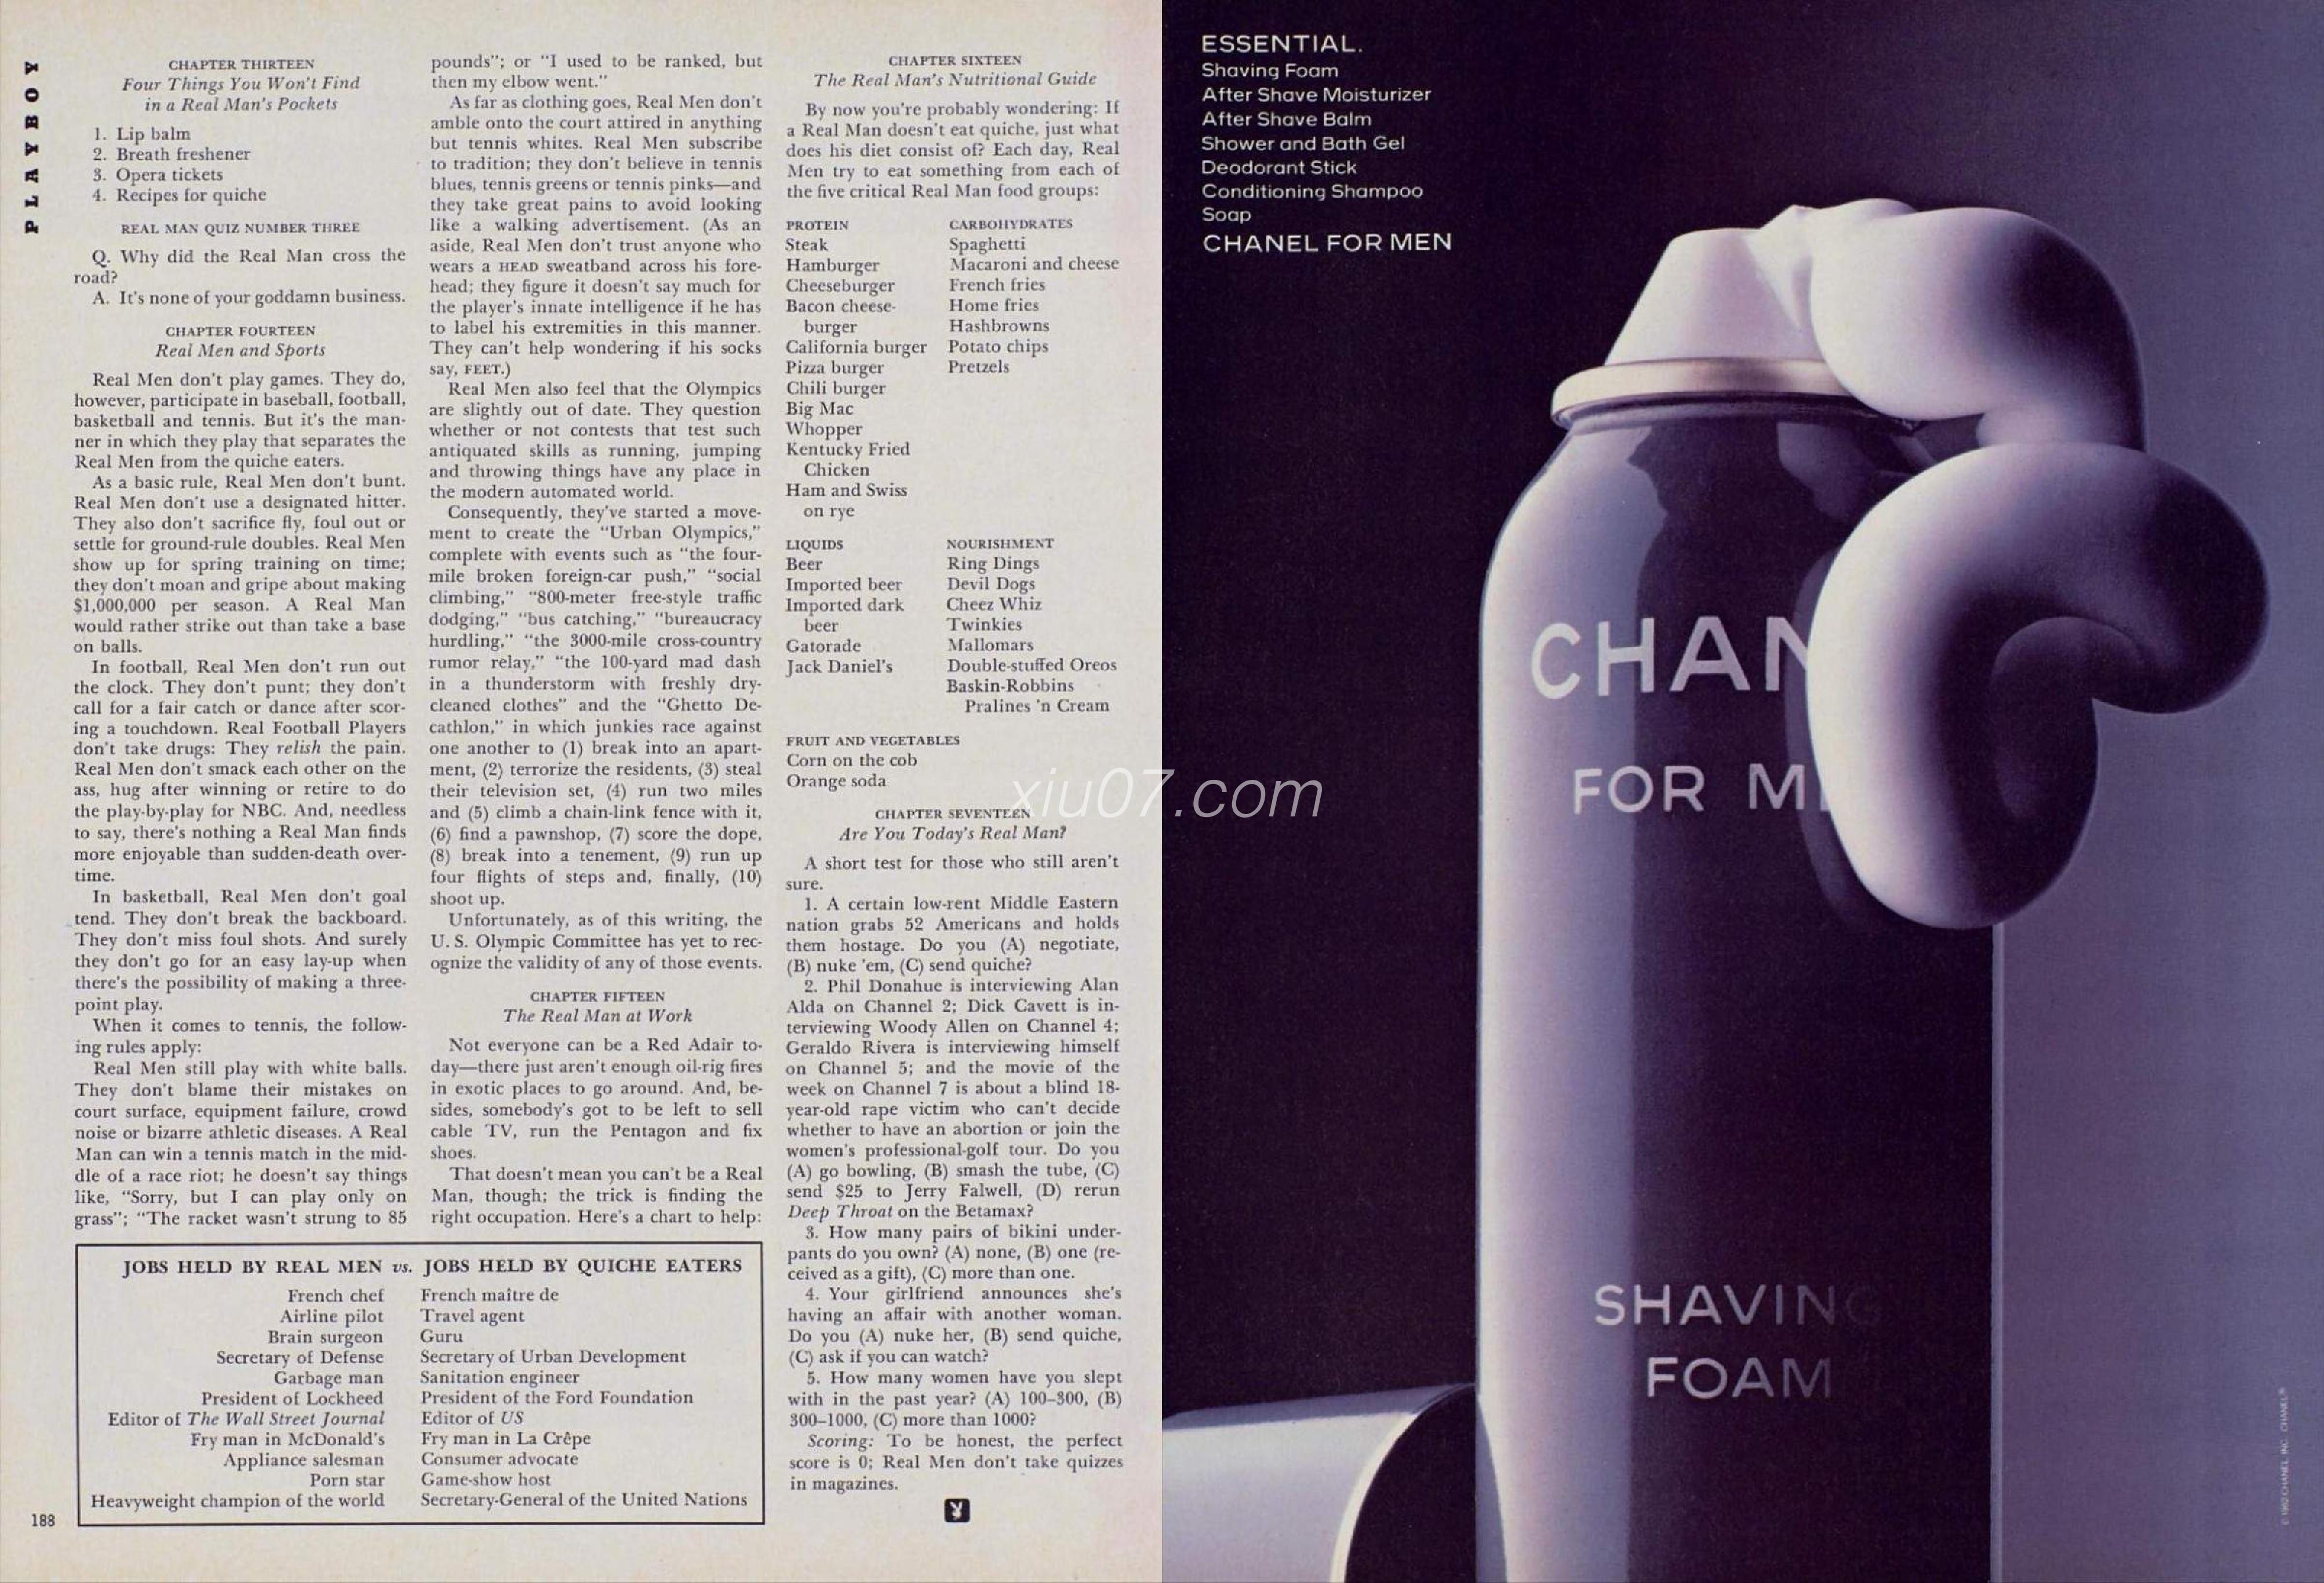 PLAYBOY
CHAPTER THIRTEEN
Four Things You Won't Find
in a Real Man's Pockets
1. Lip balm
2. Breath freshener
3. Opera tickets
4. Recipes for quiche
REAL MAN QUIZ NUMBER THREE
Q. Why did the Real Man cross the
road?
A. It's none of your goddamn business.
CHAPTER FOURTEEN
Real Men and Sports
Real Men don't play games. They do,
however, participate in baseball, football,
basketball and tennis. But it's the man-
ner in which they play that separates the
Real Men from the quiche eaters.
As a basic rule, Real Men don't bunt.
Real Men don't use a designated hitter.
They also don't sacrifice fly, foul out or
settle for ground-rule doubles. Real Men
show up for spring training on time;
they don't moan and gripe about making
$1,000,000 per season. A Real Man
would rather strike out than take a base
on balls.
In football, Real Men don't run out
the clock. They don't punt; they don't
call for a fair catch or dance after scor-
ing a touchdown. Real Football Players
don't take drugs: They relish the pain.
Real Men don't smack each other on the
ass, hug after winning or retire to do
the play-by-play for NBC. And, needless
to say, there's nothing a Real Man finds
more enjoyable than sudden-death over-
time.
In basketball, Real Men don't goal
tend. They don't break the backboard.
They don't miss foul shots. And surely
they don't go for an easy lay-up when
there's the possibility of making a three-
point play.
When it comes to tennis, the follow-
ing rules apply:
Real Men still play with white balls.
They don't blame their mistakes on
court surface, equipment failure, crowd
noise or bizarre athletic diseases. A Real
Man can win a tennis match in the mid-
dle of a race riot; he doesn't say things
like, "Sorry, but I can play only on
grass"; "The racket wasn't strung to 85
pounds"; or "I used to be ranked, but
then my elbow went."
As far as clothing goes, Real Men don't
amble onto the court attired in anything
but tennis whites. Real Men subscribe
to tradition; they don't believe in tennis
blues, tennis greens or tennis pinks—and
they take great pains to avoid looking
like a walking advertisement. (As an
aside, Real Men don't trust anyone who
wears a HEAD sweatband across his fore-
head; they figure it doesn't say much for
the player's innate intelligence if he has
to label his extremities in this manner.
They can't help wondering if his socks
say, FEET.)
Real Men also feel that the Olympics
are slightly out of date. They question
whether or not contests that test such
antiquated skills as running, jumping
and throwing things have any place in
the modern automated world.
Consequently, they've started a move-
ment to create the "Urban Olympics,"
complete with events such as "the four-
mile broken foreign-car push," "social
climbing," "800-meter free-style traffic
dodging," "bus catching," "bureaucracy
hurdling," "the 3000-mile cross-country
rumor relay," "the 100-yard mad dash
in a thunderstorm with freshly dry-
cleaned clothes" and the "Ghetto De-
cathlon," in which junkies race against
one another to (1) break into an apart-
ment, (2) terrorize the residents, (3) steal
their television set, (4) run two miles
and (5) climb a chain-link fence with it,
(6) find a pawnshop, (7) score the dope,
(8) break into a tenement, (9) run up
four flights of steps and, finally, (10)
shoot up.
Unfortunately, as of this writing, the
U. S. Olympic Committee has yet to rec-
ognize the validity of any of those events.
CHAPTER FIFTEEN
The Real Man at Work
Not everyone can be a Red Adair to-
day—there just aren't enough oil-rig fires
in exotic places to go around. And, be-
sides, somebody's got to be left to sell
cable TV, run the Pentagon and fix
shoes.
That doesn't mean you can't be a Real
Man, though; the trick is finding the
right occupation. Here's a chart to help:
JOBS HELD BY REAL MEN vs. JOBS HELD BY QUICHE EATERS
French chef French maître de
Airline pilot Travel agent
Brain surgeon Guru
Secretary of Defense Secretary of Urban Development
Garbage man Sanitation engineer
President of Lockheed President of the Ford Foundation
Editor of The Wall Street Journal Editor of US
Fry man in McDonald's Fry man in La Crêpe
Appliance salesman Consumer advocate
Porn star Game-show host
Heavyweight champion of the world Secretary-General of the United Nations
188
CHAPTER SIXTEEN
The Real Man's Nutritional Guide
By now you're probably wondering: If
a Real Man doesn't eat quiche, just what
does his diet consist of? Each day, Real
Men try to eat something from each of
the five critical Real Man food groups:
PROTEIN CARBOHYDRATES
Steak Spaghetti
Hamburger Macaroni and cheese
Cheeseburger French fries
Bacon cheese- Home fries
burger Hashbrowns
California burger Potato chips
Pizza burger Pretzels
Chili burger
Big Mac
Whopper
Kentucky Fried
Chicken
Ham and Swiss
on rye
LIQUIDS NOURISHMENT
Beer Ring Dings
Imported beer Devil Dogs
Imported dark Cheez Whiz
beer Twinkies
Gatorade Mallomars
Jack Daniel's Double-stuffed Oreos
Baskin-Robbins
Pralines 'n Cream
FRUIT AND VEGETABLES
Corn on the cob
Orange soda
CHAPTER SEVENTEEN
Are You Today's Real Man?
A short test for those who still aren't
sure.
1. A certain low-rent Middle Eastern
nation grabs 52 Americans and holds
them hostage. Do you (A) negotiate,
(B) nuke 'em, (C) send quiche?
2. Phil Donahue is interviewing Alan
Alda on Channel 2; Dick Cavett is in-
terviewing Woody Allen on Channel 4;
Geraldo Rivera is interviewing himself
on Channel 5; and the movie of the
week on Channel 7 is about a blind 18-
year-old rape victim who can't decide
whether to have an abortion or join the
women's professional-golf tour. Do you
(A) go bowling, (B) smash the tube, (C)
send $25 to Jerry Falwell, (D) rerun
Deep Throat on the Betamax?
3. How many pairs of bikini under-
pants do you own? (A) none, (B) one (re-
ceived as a gift), (C) more than one.
4. Your girlfriend announces she's
having an affair with another woman.
Do you (A) nuke her, (B) send quiche,
(C) ask if you can watch?
5. How many women have you slept
with in the past year? (A) 100–300, (B)
300–1000, (C) more than 1000?
Scoring: To be honest, the perfect
score is 0; Real Men don't take quizzes
in magazines.
xiu07.com
ESSENTIAL.
Shaving Foam
After Shave Moisturizer
After Shave Balm
Shower and Bath Gel
Deodorant Stick
Conditioning Shampoo
Soap
CHANEL FOR MEN
CHAN
FOR M
SHAVING
FOAM
© 1982 CHANEL, INC. CHANEL®